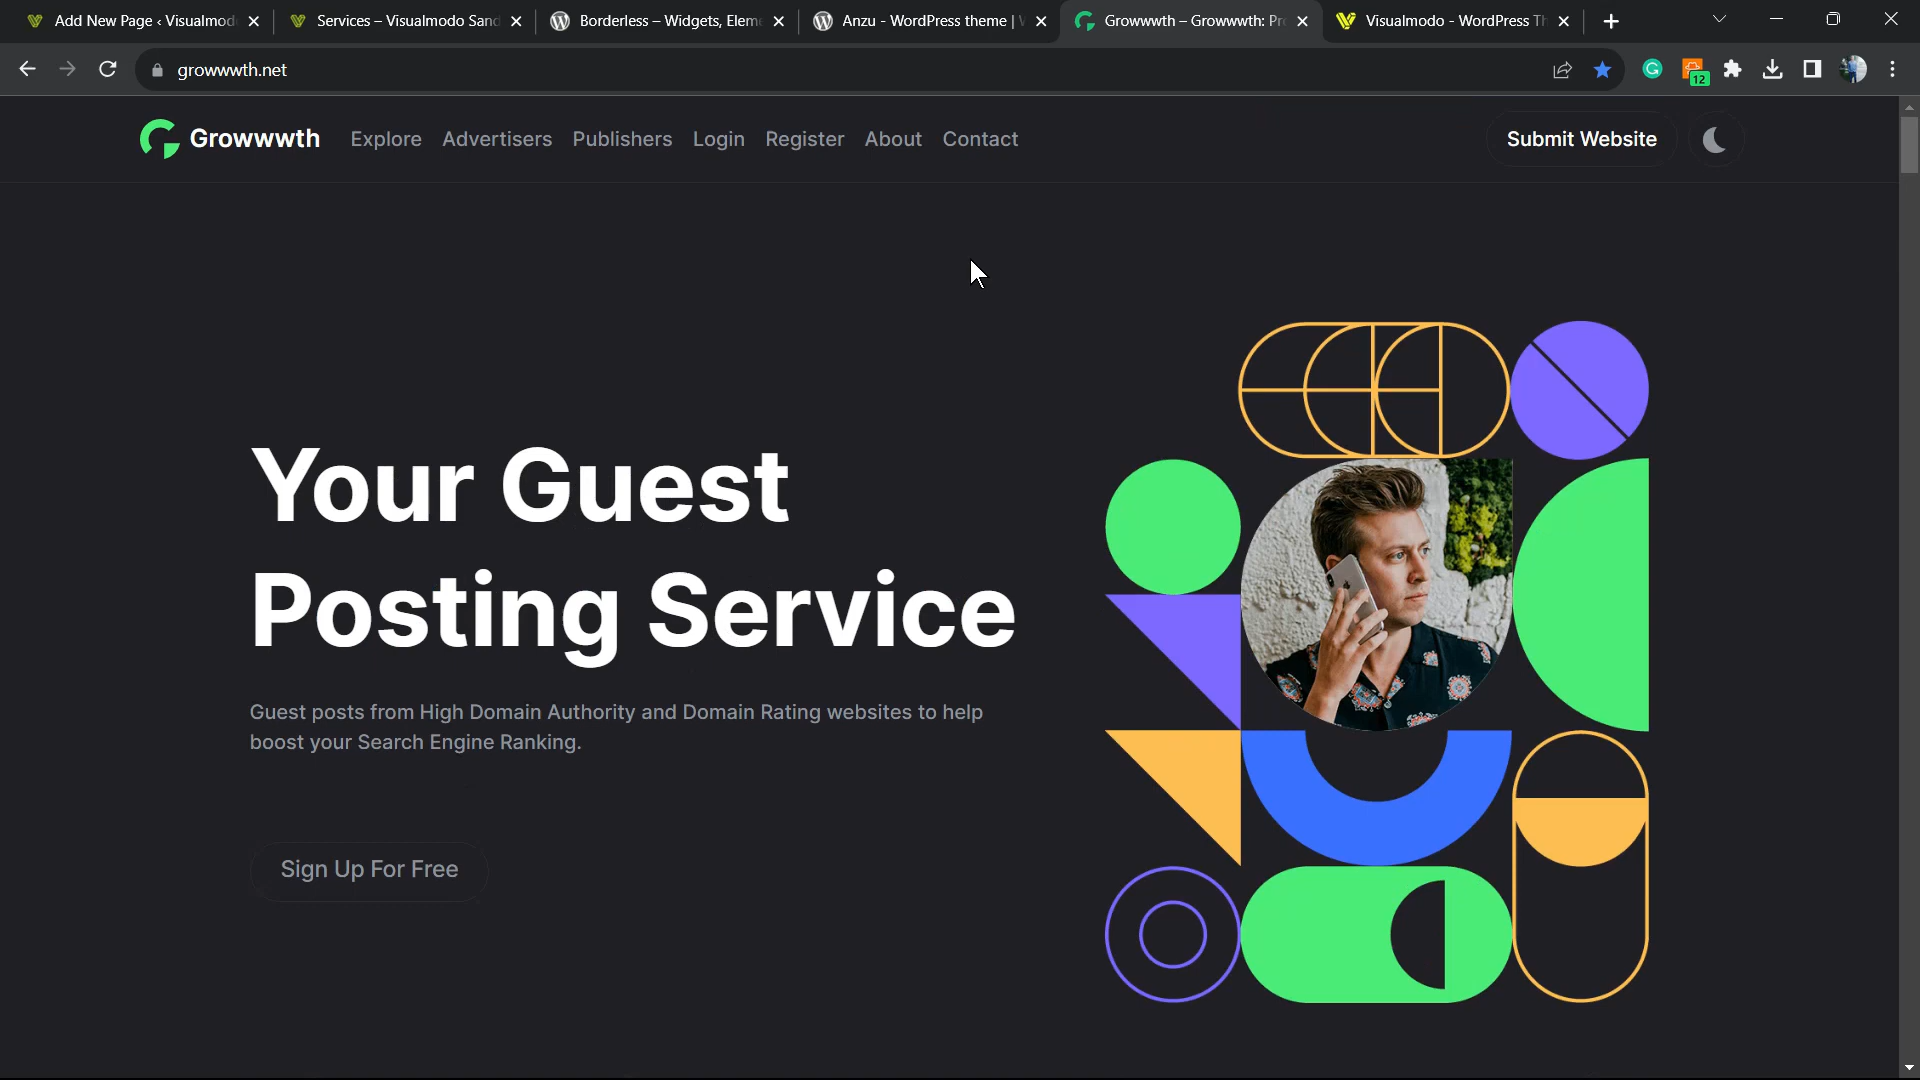 Add New Page ‹ Visualmod
Services – Visualmodo Sand
Borderless – Widgets, Elem
Anzu - WordPress theme |
Growwwth – Growwwth: Pr
Visualmodo - WordPress Th
growwwth.net
12
Growwwth
Explore
Advertisers
Publishers
Login
Register
About
Contact
Submit Website
Your Guest
Posting Service
Guest posts from High Domain Authority and Domain Rating websites to help
boost your Search Engine Ranking.
Sign Up For Free